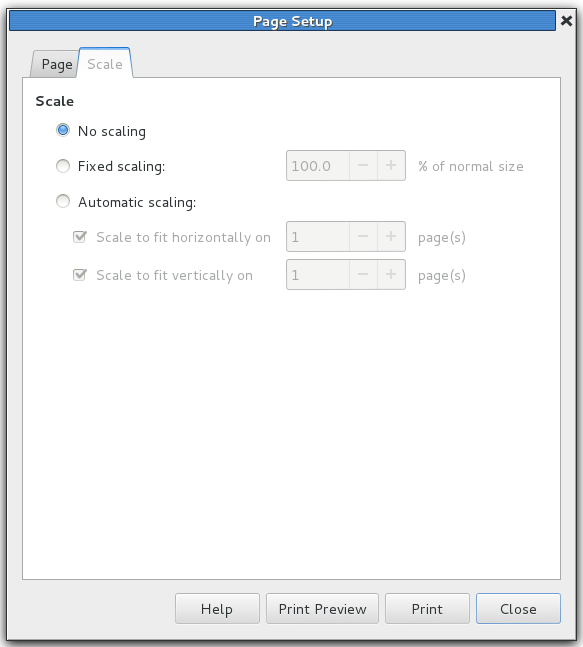 Page Setup
Page Scale
Scale
No scaling
Fixed scaling: 100.0 % of normal size
Automatic scaling:
Scale to fit horizontally on 1 page(s)
Scale to fit vertically on 1 page(s)
Help Print Preview Print Close